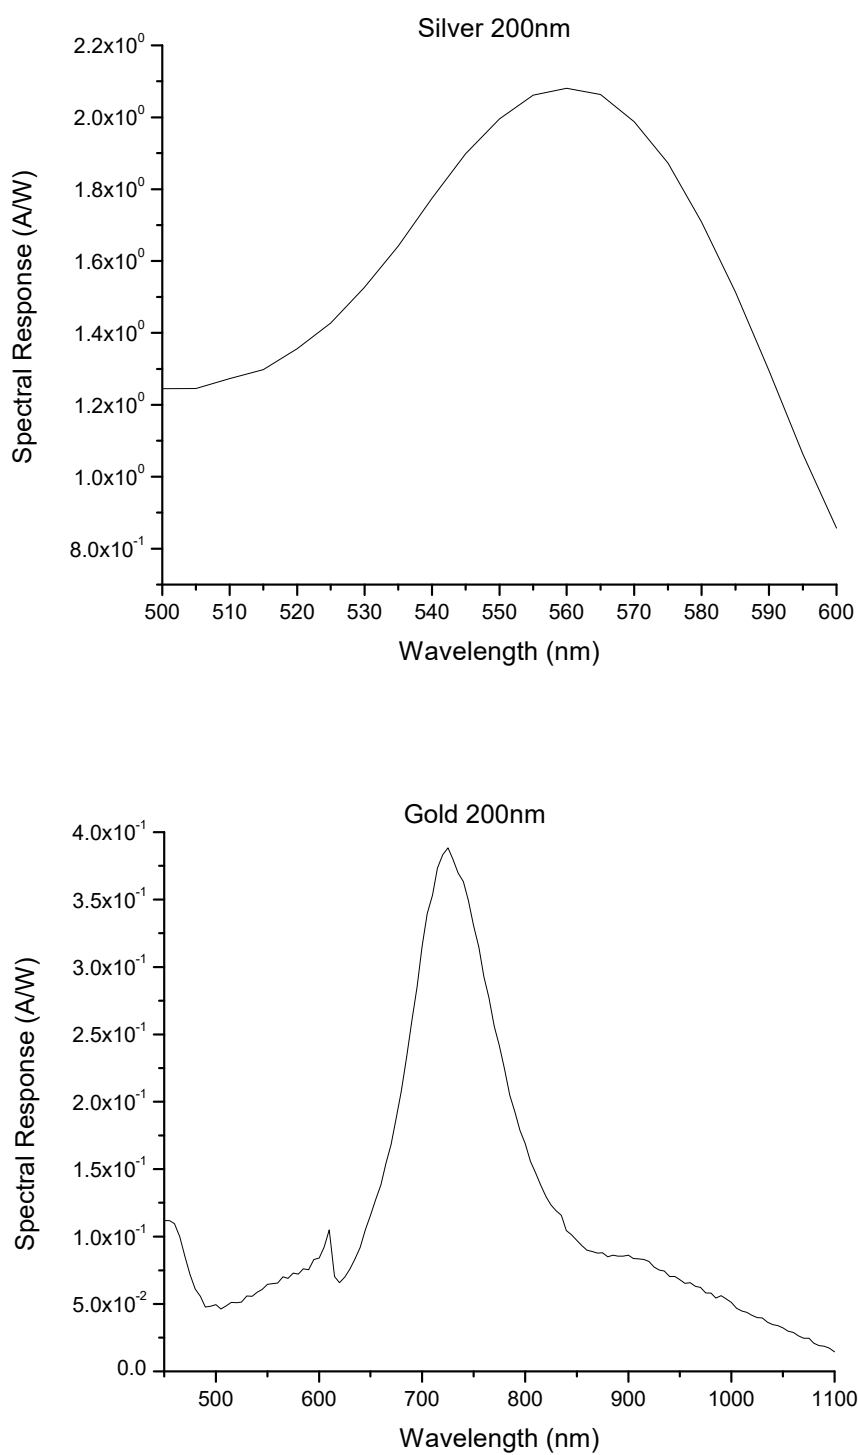 Silver 200nm
Spectral Response (A/W)
2.2x10⁰
2.0x10⁰
1.8x10⁰
1.6x10⁰
1.4x10⁰
1.2x10⁰
1.0x10⁰
8.0x10⁻¹
500 510 520 530 540 550 560 570 580 590 600
Wavelength (nm)
Gold 200nm
Spectral Response (A/W)
4.0x10⁻¹
3.5x10⁻¹
3.0x10⁻¹
2.5x10⁻¹
2.0x10⁻¹
1.5x10⁻¹
1.0x10⁻¹
5.0x10⁻²
0.0
500 600 700 800 900 1000 1100
Wavelength (nm)